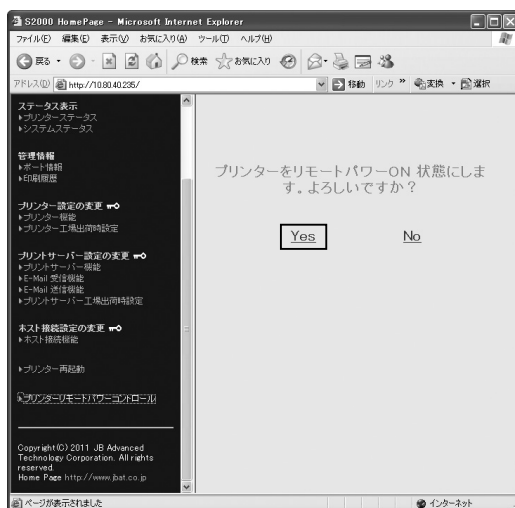 S2000 HomePage - Microsoft Internet Explorer
ファイル(F) 編集(E) 表示(V) お気に入り(A) ツール(T) ヘルプ(H)
戻る 検索 お気に入り
アドレス(D) http://10.80.40.235/ 移動 リンク » 変換 選択
ステータス表示
プリンターステータス
システムステータス
管理情報
ポート情報
印刷履歴
プリンター設定の変更
プリンター機能
プリンター工場出荷時設定
プリントサーバー設定の変更
プリントサーバー機能
E-Mail 受信機能
E-Mail 送信機能
プリントサーバー工場出荷時設定
ホスト接続設定の変更
ホスト接続機能
プリンター再起動
プリンターリモートパワーコントロール
Copyright(C) 2011 JB Advanced
Technology Corporation. All rights
reserved.
Home Page http://www.jbat.co.jp
プリンターをリモートパワーON 状態にしま
す。よろしいですか？
Yes No
ページが表示されました インターネット